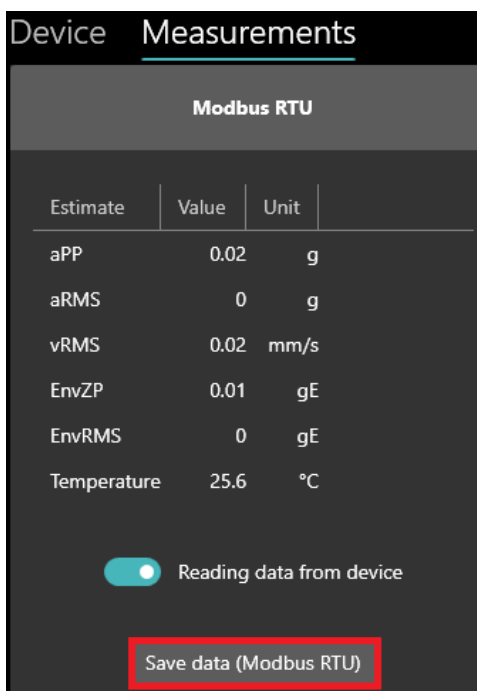 Device Measurements
Modbus RTU
Estimate Value Unit
aPP 0.02 g
aRMS 0 g
vRMS 0.02 mm/s
EnvZP 0.01 gE
EnvRMS 0 gE
Temperature 25.6 °C
Reading data from device
Save data (Modbus RTU)